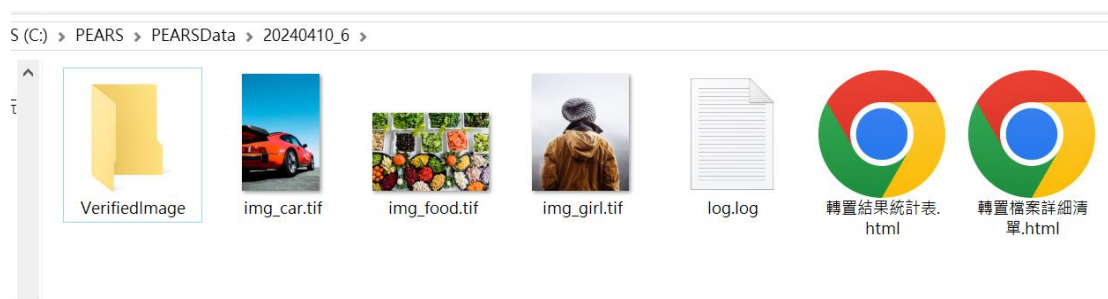 S (C:) > PEARS > PEARSData > 20240410_6 >
VerifiedImage
img_car.tif
img_food.tif
img_girl.tif
log.log
轉置結果統計表.
html
轉置檔案詳細清
單.html